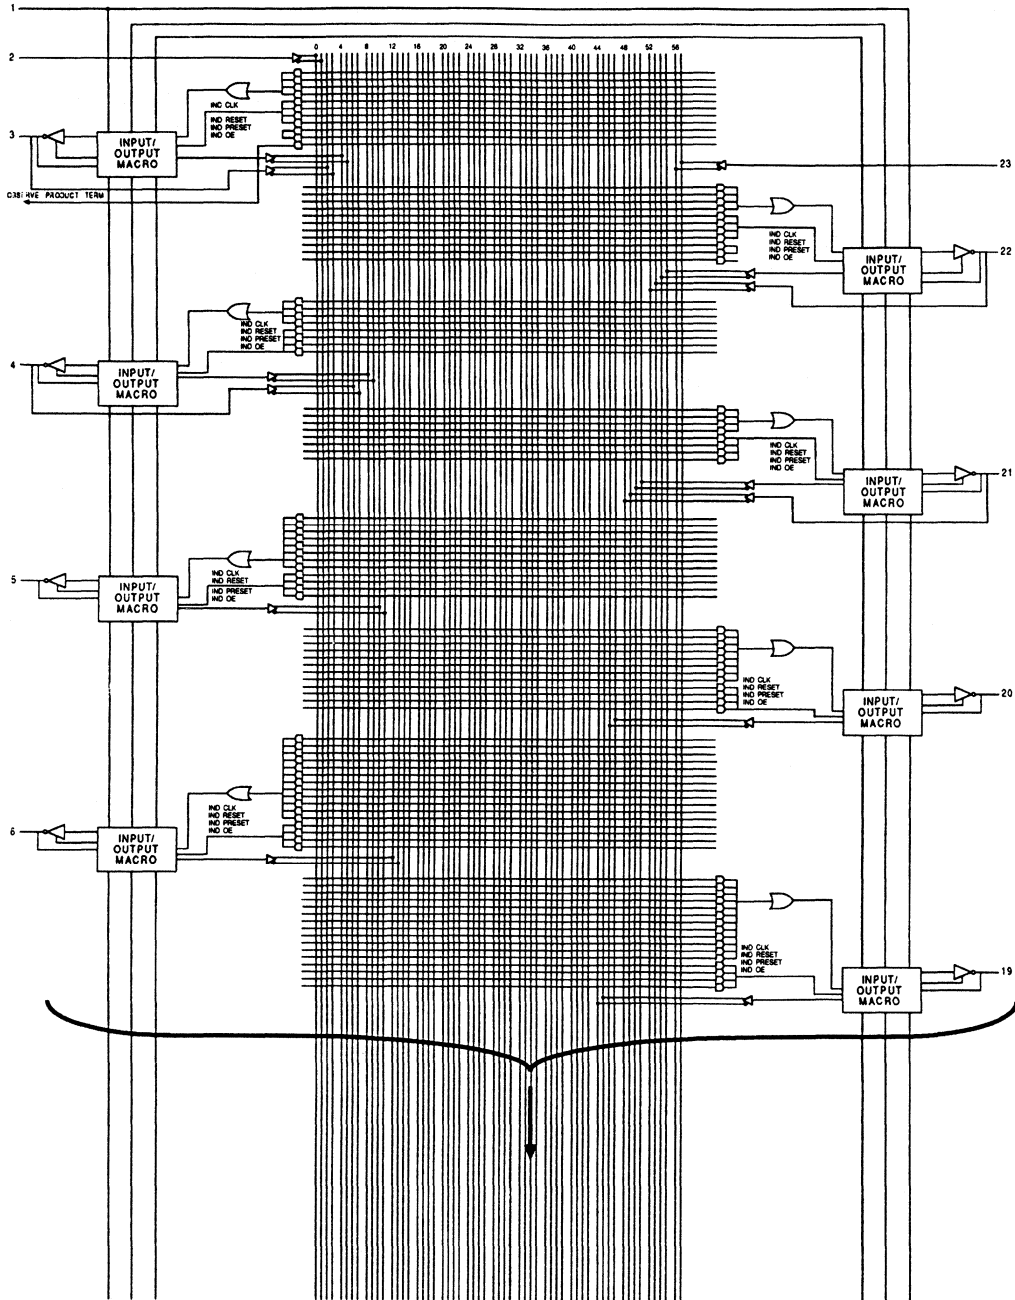 1
2
0 4 8 12 16 20 24 28 32 36 40 44 48 52 56
IND CLK
IND RESET
IND PRESET
IND OE
3
INPUT/
OUTPUT
MACRO
23
OBSERVE PRODUCT TERM
IND CLK
IND RESET
IND PRESET
IND OE
22
INPUT/
OUTPUT
MACRO
IND CLK
IND RESET
IND PRESET
IND OE
4
INPUT/
OUTPUT
MACRO
IND CLK
IND RESET
IND PRESET
IND OE
21
INPUT/
OUTPUT
MACRO
IND CLK
IND RESET
IND PRESET
IND OE
5
INPUT/
OUTPUT
MACRO
IND CLK
IND RESET
IND PRESET
IND OE
20
INPUT/
OUTPUT
MACRO
IND CLK
IND RESET
IND PRESET
IND OE
6
INPUT/
OUTPUT
MACRO
IND CLK
IND RESET
IND PRESET
IND OE
19
INPUT/
OUTPUT
MACRO